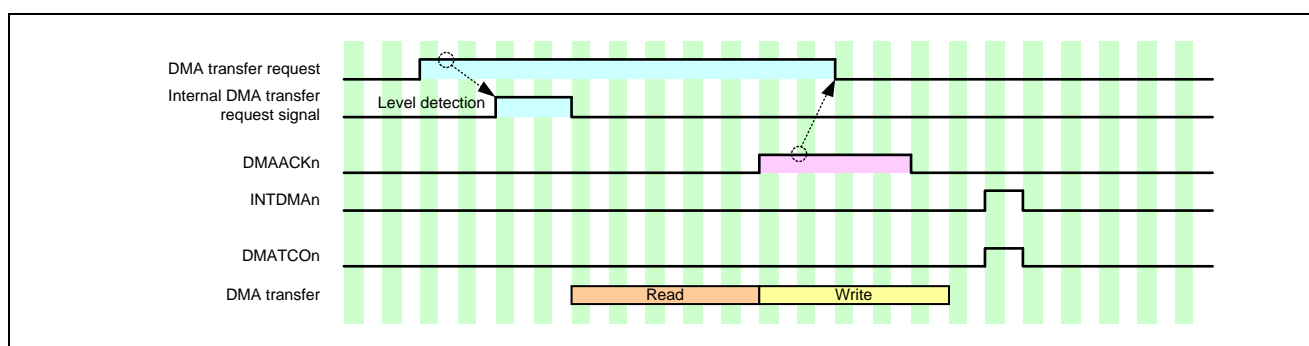 DMA transfer request
Internal DMA transfer
request signal
Level detection
DMAACKn
INTDMAn
DMATCOn
DMA transfer
Read
Write